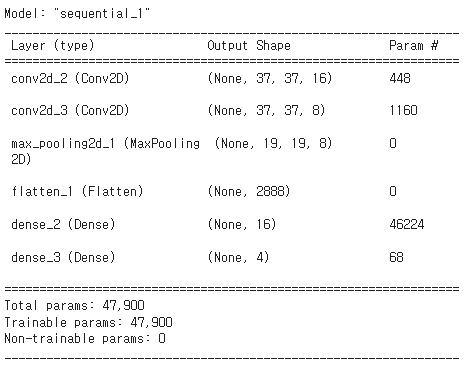 Model: "sequential_1"
_________________________________________________________________
Layer (type) Output Shape Param #
=================================================================
conv2d_2 (Conv2D) (None, 37, 37, 16) 448
conv2d_3 (Conv2D) (None, 37, 37, 8) 1160
max_pooling2d_1 (MaxPooling (None, 19, 19, 8) 0
2D)
flatten_1 (Flatten) (None, 2888) 0
dense_2 (Dense) (None, 16) 46224
dense_3 (Dense) (None, 4) 68
=================================================================
Total params: 47,900
Trainable params: 47,900
Non-trainable params: 0
_________________________________________________________________